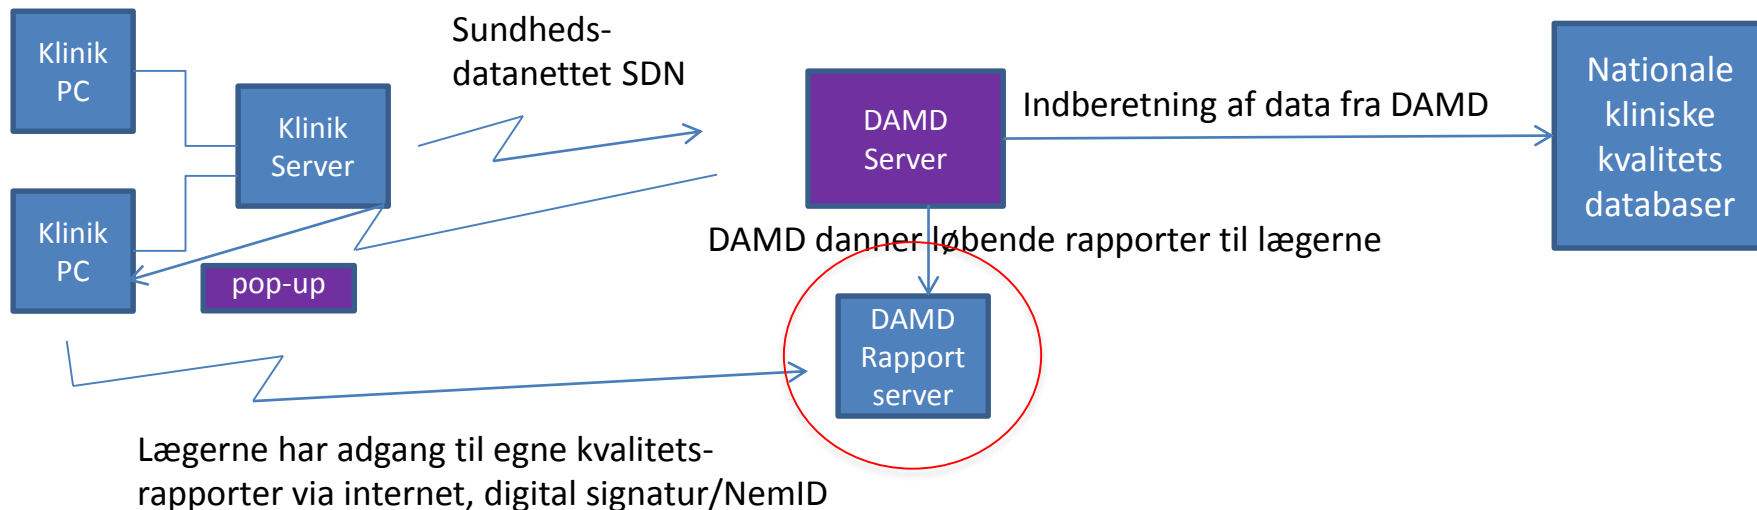 Klinik
PC
Klinik
PC
Klinik
Server
pop-up
Sundheds-
datanettet SDN
DAMD
Server
Indberetning af data fra DAMD
Nationale
kliniske
kvalitets
databaser
DAMD danner løbende rapporter til lægerne
DAMD
Rapport
server
Lægerne har adgang til egne kvalitets-
rapporter via internet, digital signatur/NemID